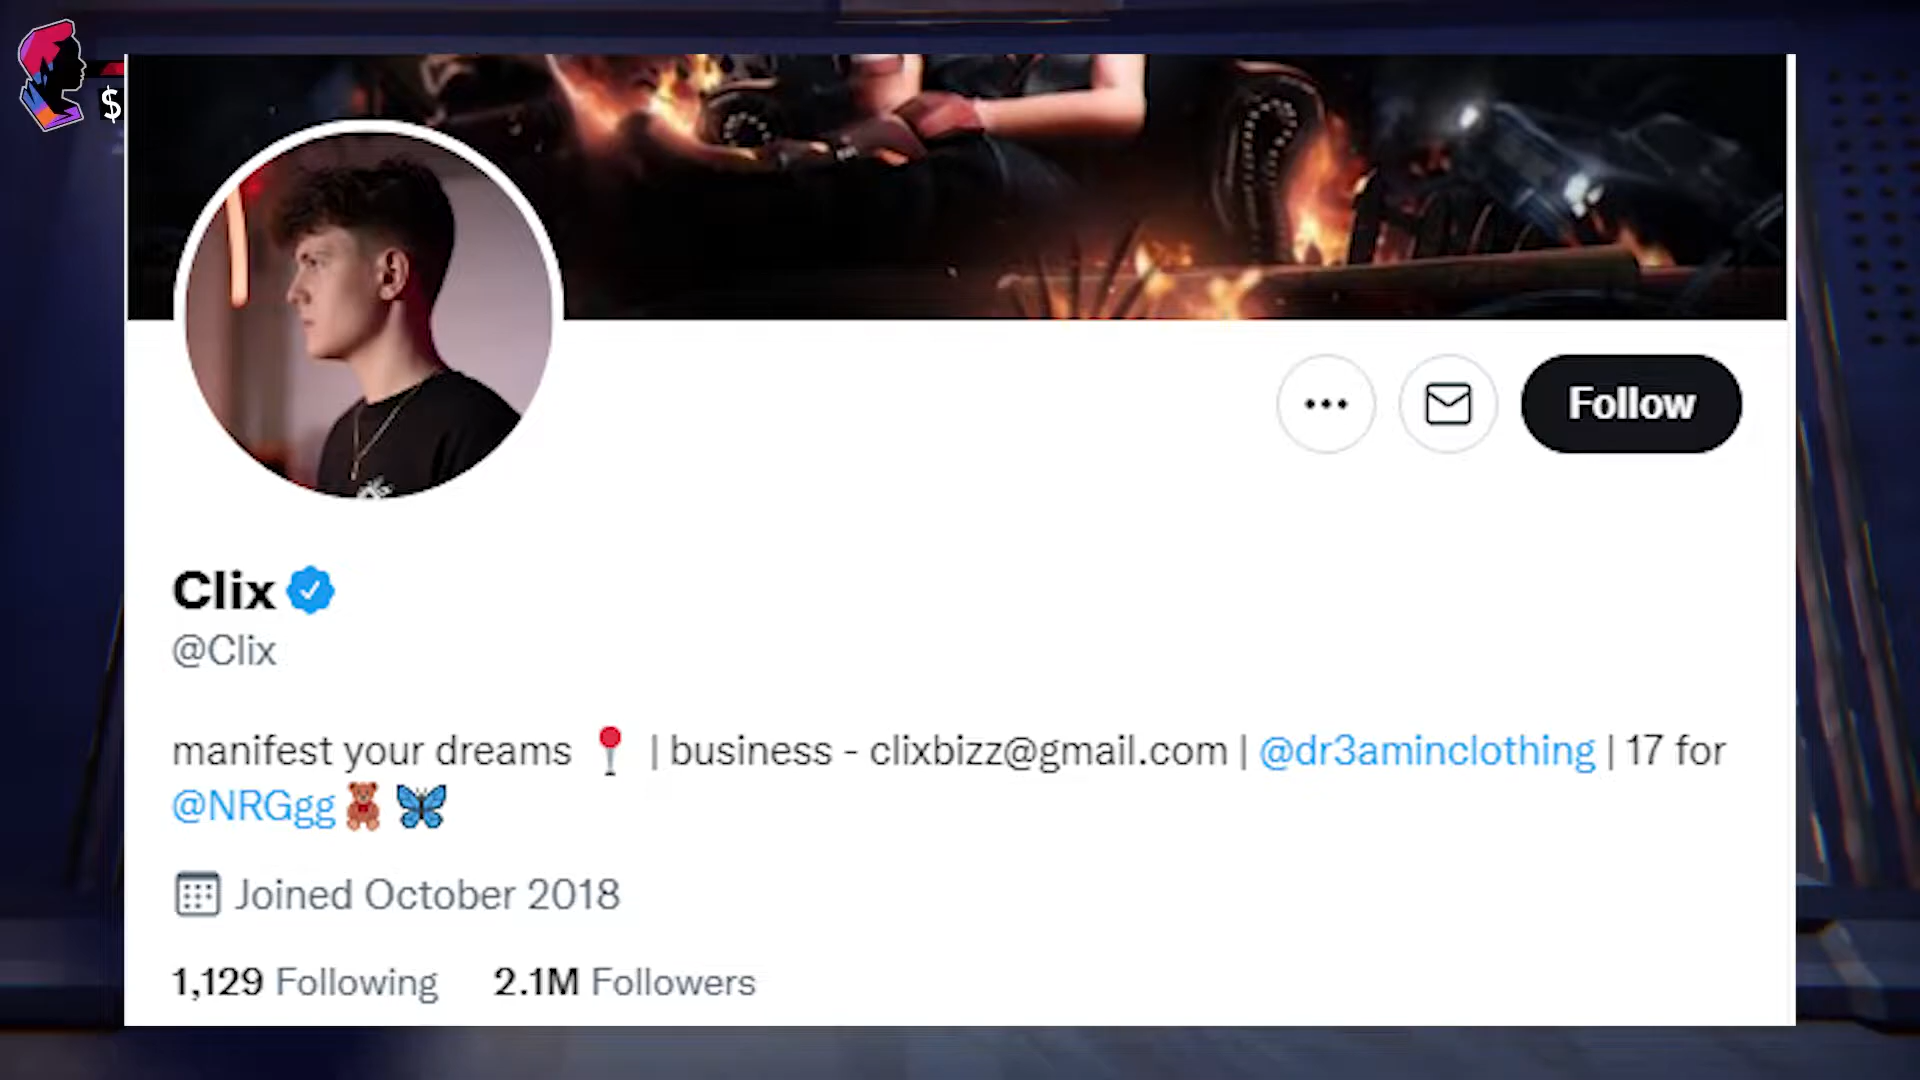 $
Follow
Clix
@Clix
manifest your dreams 📍 | business - clixbizz@gmail.com | @dr3aminclothing | 17 for
@NRGgg🧸🦋
Joined October 2018
1,129 Following 2.1M Followers